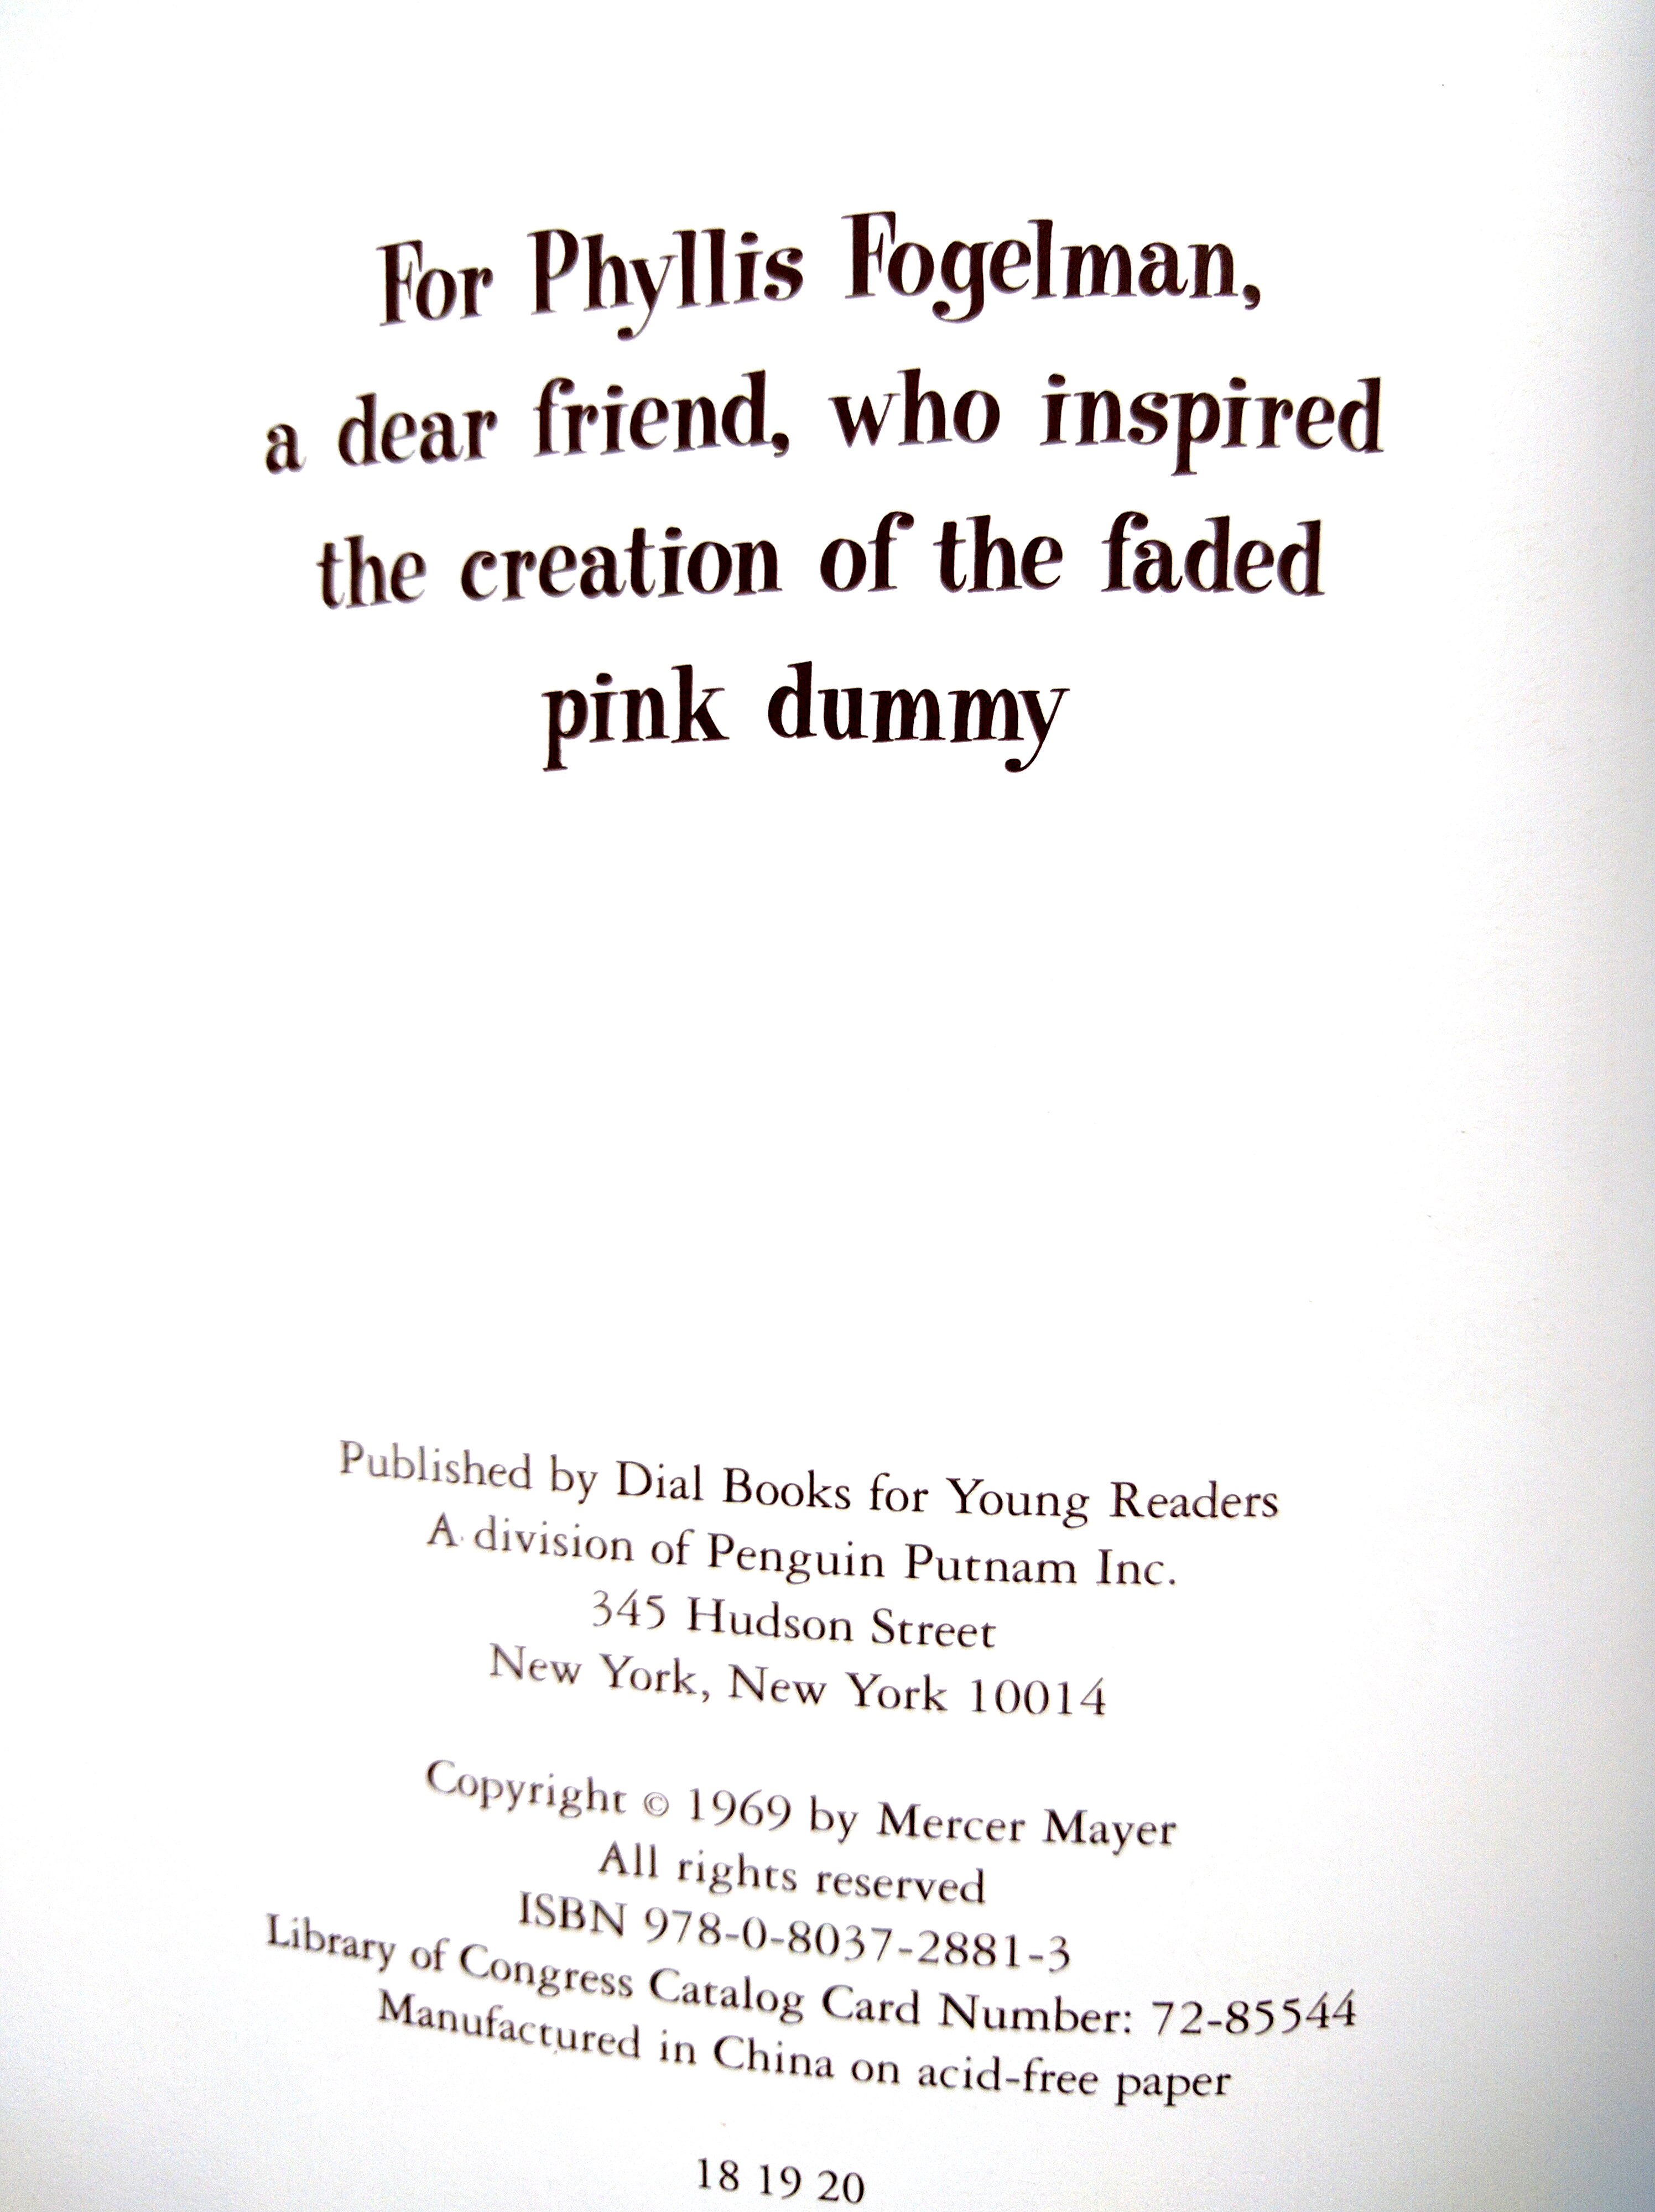 For Phyllis Fogelman,
a dear friend, who inspired
the creation of the faded
pink dummy
Published by Dial Books for Young Readers
A division of Penguin Putnam Inc.
345 Hudson Street
New York, New York 10014
Copyright © 1969 by Mercer Mayer
All rights reserved
ISBN 978-0-8037-2881-3
Library of Congress Catalog Card Number: 72-85544
Manufactured in China on acid-free paper
18 19 20